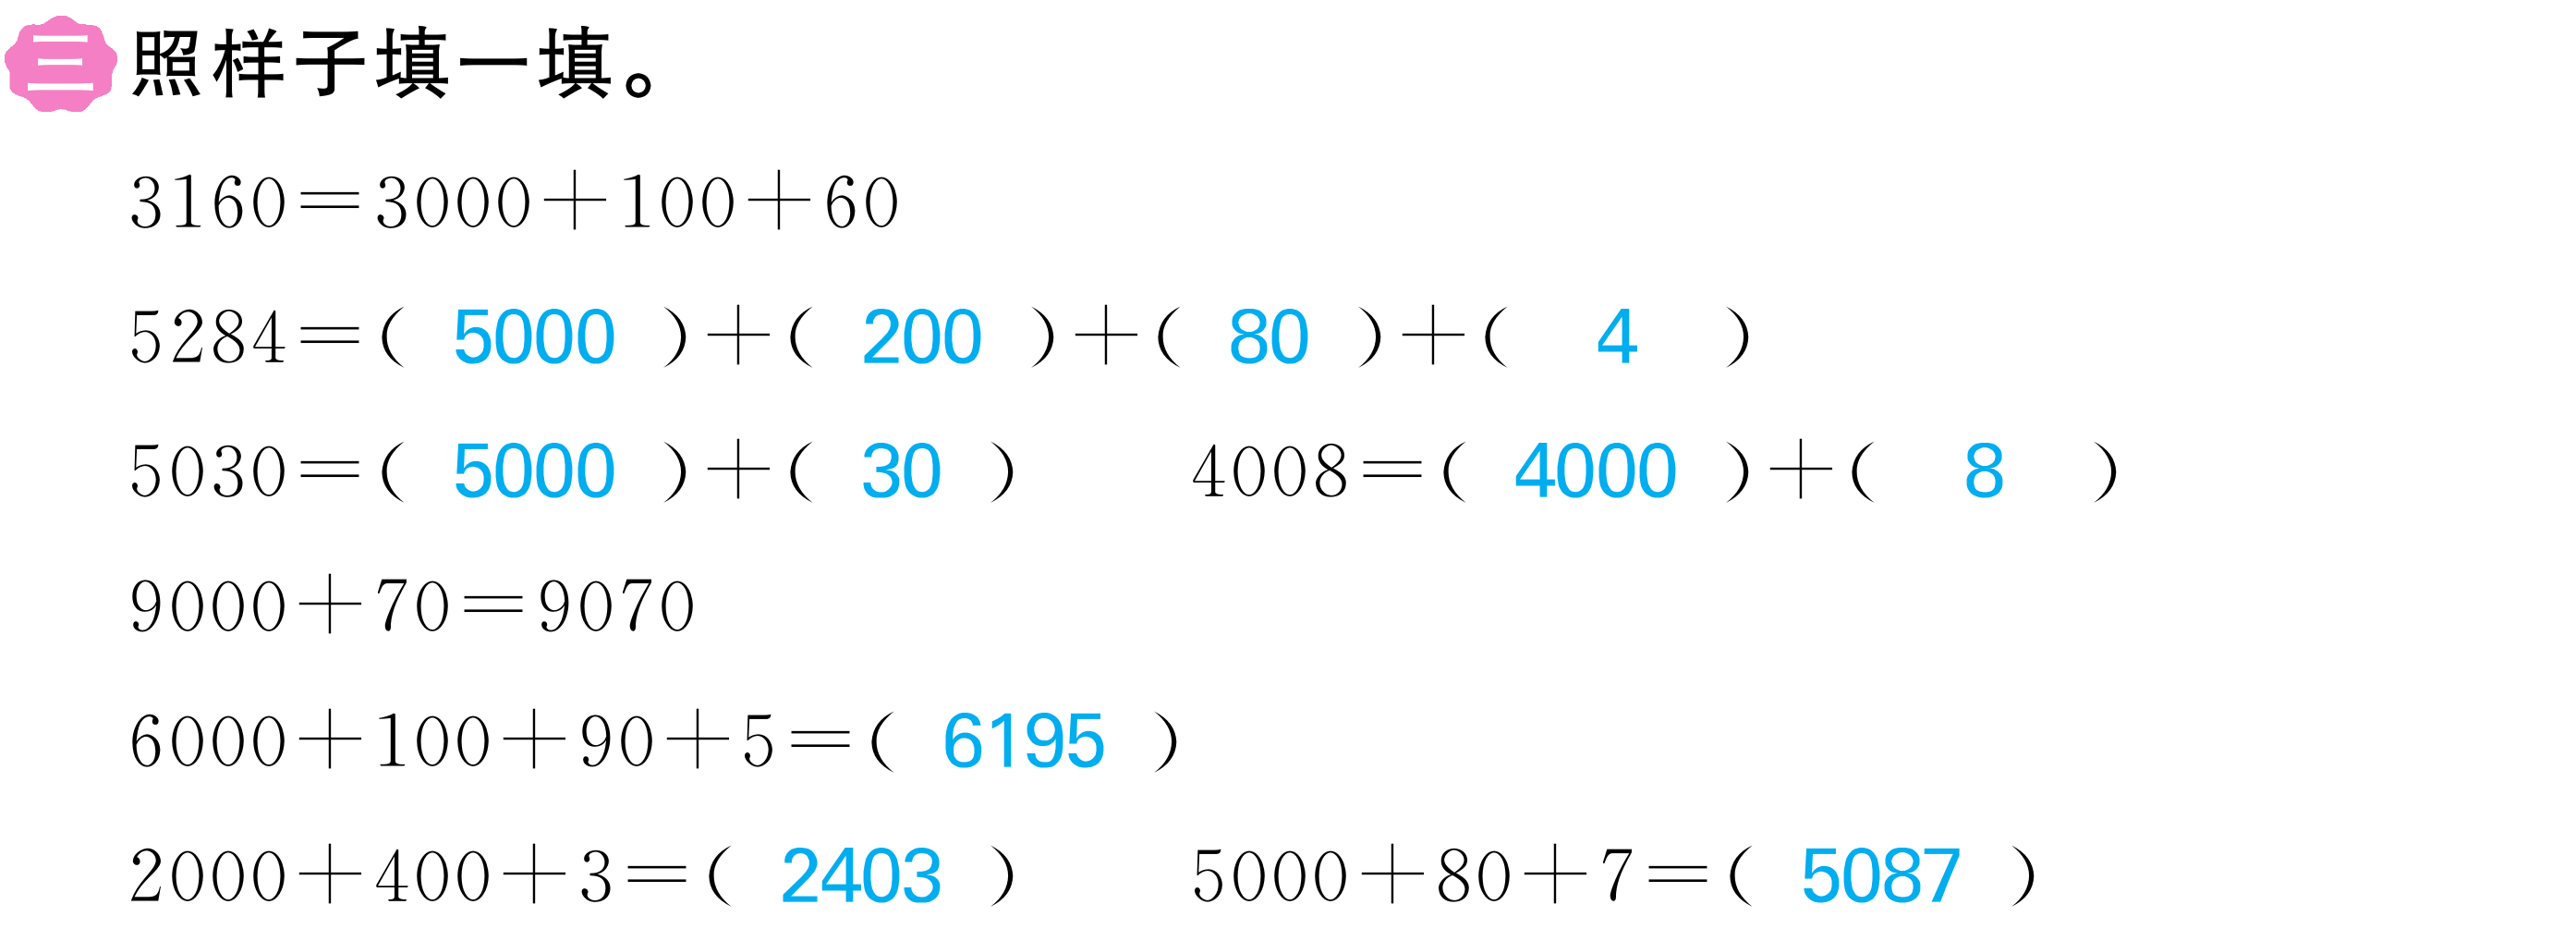 三 照样子填一填。
3160=3000+100+60
5284=( 5000 )+( 200 )+( 80 )+( 4 )
5030=( 5000 )+( 30 ) 4008=( 4000 )+( 8 )
9000+70=9070
6000+100+90+5=( 6195 )
2000+400+3=( 2403 ) 5000+80+7=( 5087 )